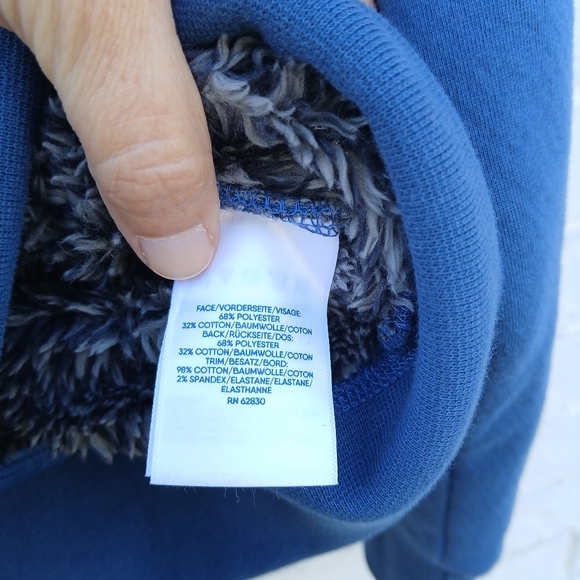 FACE/VORDERSEITE/VISAGE:
68% POLYESTER
32% COTTON/BAUMWOLLE/COTON
BACK/RÜCKSEITE/DOS:
68% POLYESTER
32% COTTON/BAUMWOLLE/COTON
TRIM/BESATZ/BORD:
98% COTTON/BAUMWOLLE/COTON
2% SPANDEX/ELASTANE/ELASTANE/
ELASTHANNE
RN 62830